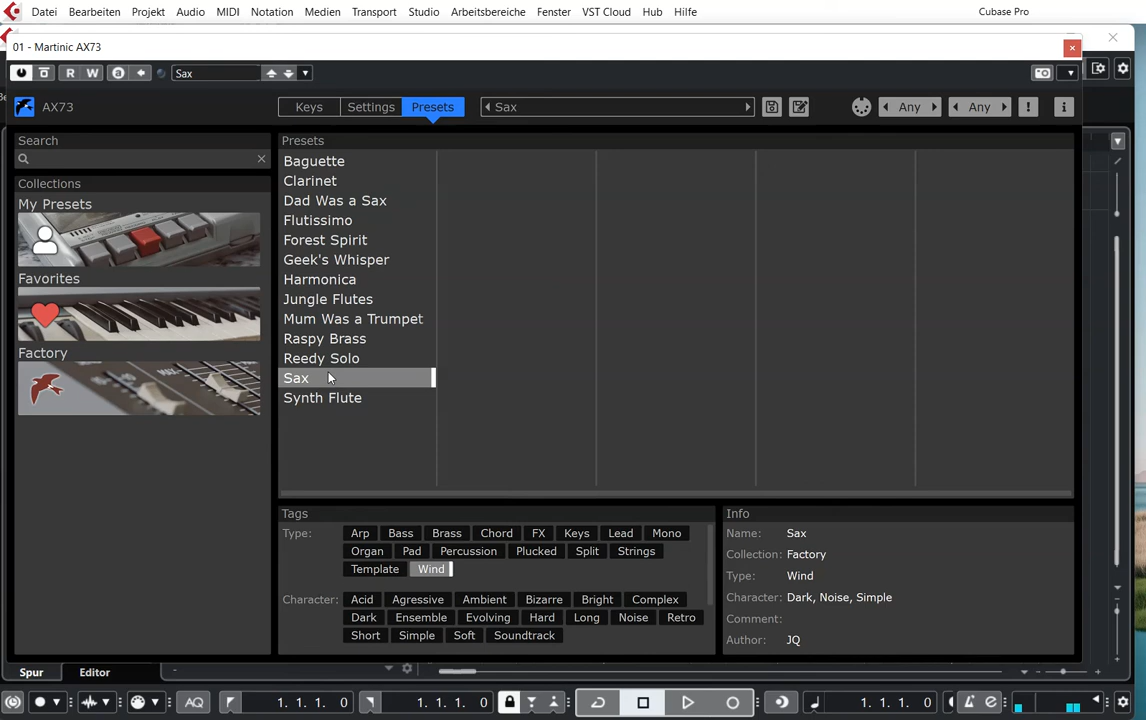 Datei Bearbeiten Projekt Audio MIDI Notation Medien Transport Studio Arbeitsbereiche Fenster VST Cloud Hub Hilfe Cubase Pro
01 - Martinic AX73
R W a Sax
AX73 Keys Settings Presets Sax Any Any ! i
Search
Collections
My Presets
Favorites
Factory
Presets
Baguette
Clarinet
Dad Was a Sax
Flutissimo
Forest Spirit
Geek's Whisper
Harmonica
Jungle Flutes
Mum Was a Trumpet
Raspy Brass
Reedy Solo
Sax
Synth Flute
Tags
Type: Arp Bass Brass Chord FX Keys Lead Mono
Organ Pad Percussion Plucked Split Strings
Template Wind
Character: Acid Agressive Ambient Bizarre Bright Complex
Dark Ensemble Evolving Hard Long Noise Retro
Short Simple Soft Soundtrack
Info
Name: Sax
Collection: Factory
Type: Wind
Character: Dark, Noise, Simple
Comment:
Author: JQ
Spur Editor -
AQ 1. 1. 1. 0 1. 1. 1. 0 1. 1. 1. 0